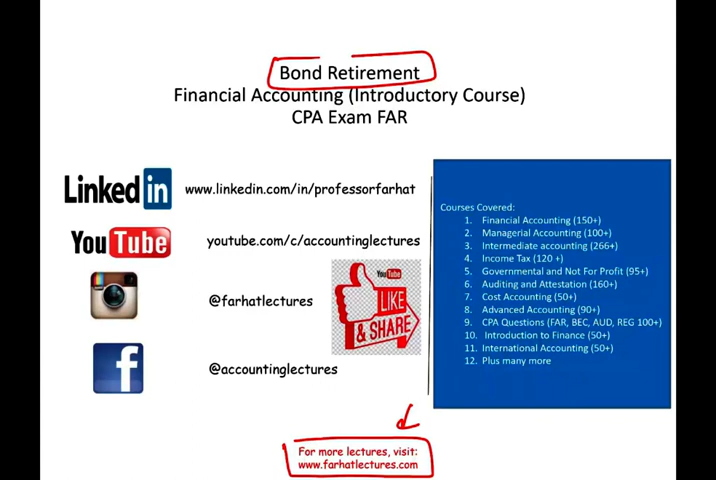 Bond Retirement
Financial Accounting (Introductory Course)
CPA Exam FAR
Linked in
www.linkedin.com/in/professorfarhat
YouTube
youtube.com/c/accountinglectures
@farhatlectures
YouTube
LIKE
& SHARE
f
@accountinglectures
Courses Covered:
1. Financial Accounting (150+)
2. Managerial Accounting (100+)
3. Intermediate accounting (266+)
4. Income Tax (120 +)
5. Governmental and Not For Profit (95+)
6. Auditing and Attestation (160+)
7. Cost Accounting (50+)
8. Advanced Accounting (90+)
9. CPA Questions (FAR, BEC, AUD, REG 100+)
10. Introduction to Finance (50+)
11. International Accounting (50+)
12. Plus many more
For more lectures, visit:
www.farhatlectures.com